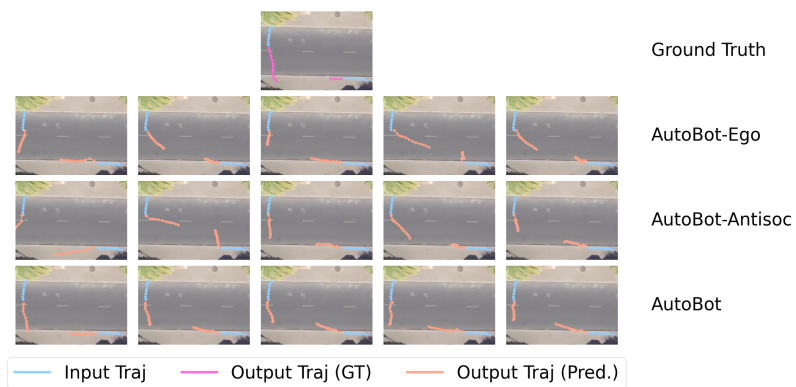 Ground Truth
AutoBot-Ego
AutoBot-Antisoc
AutoBot
Input Traj
Output Traj (GT)
Output Traj (Pred.)